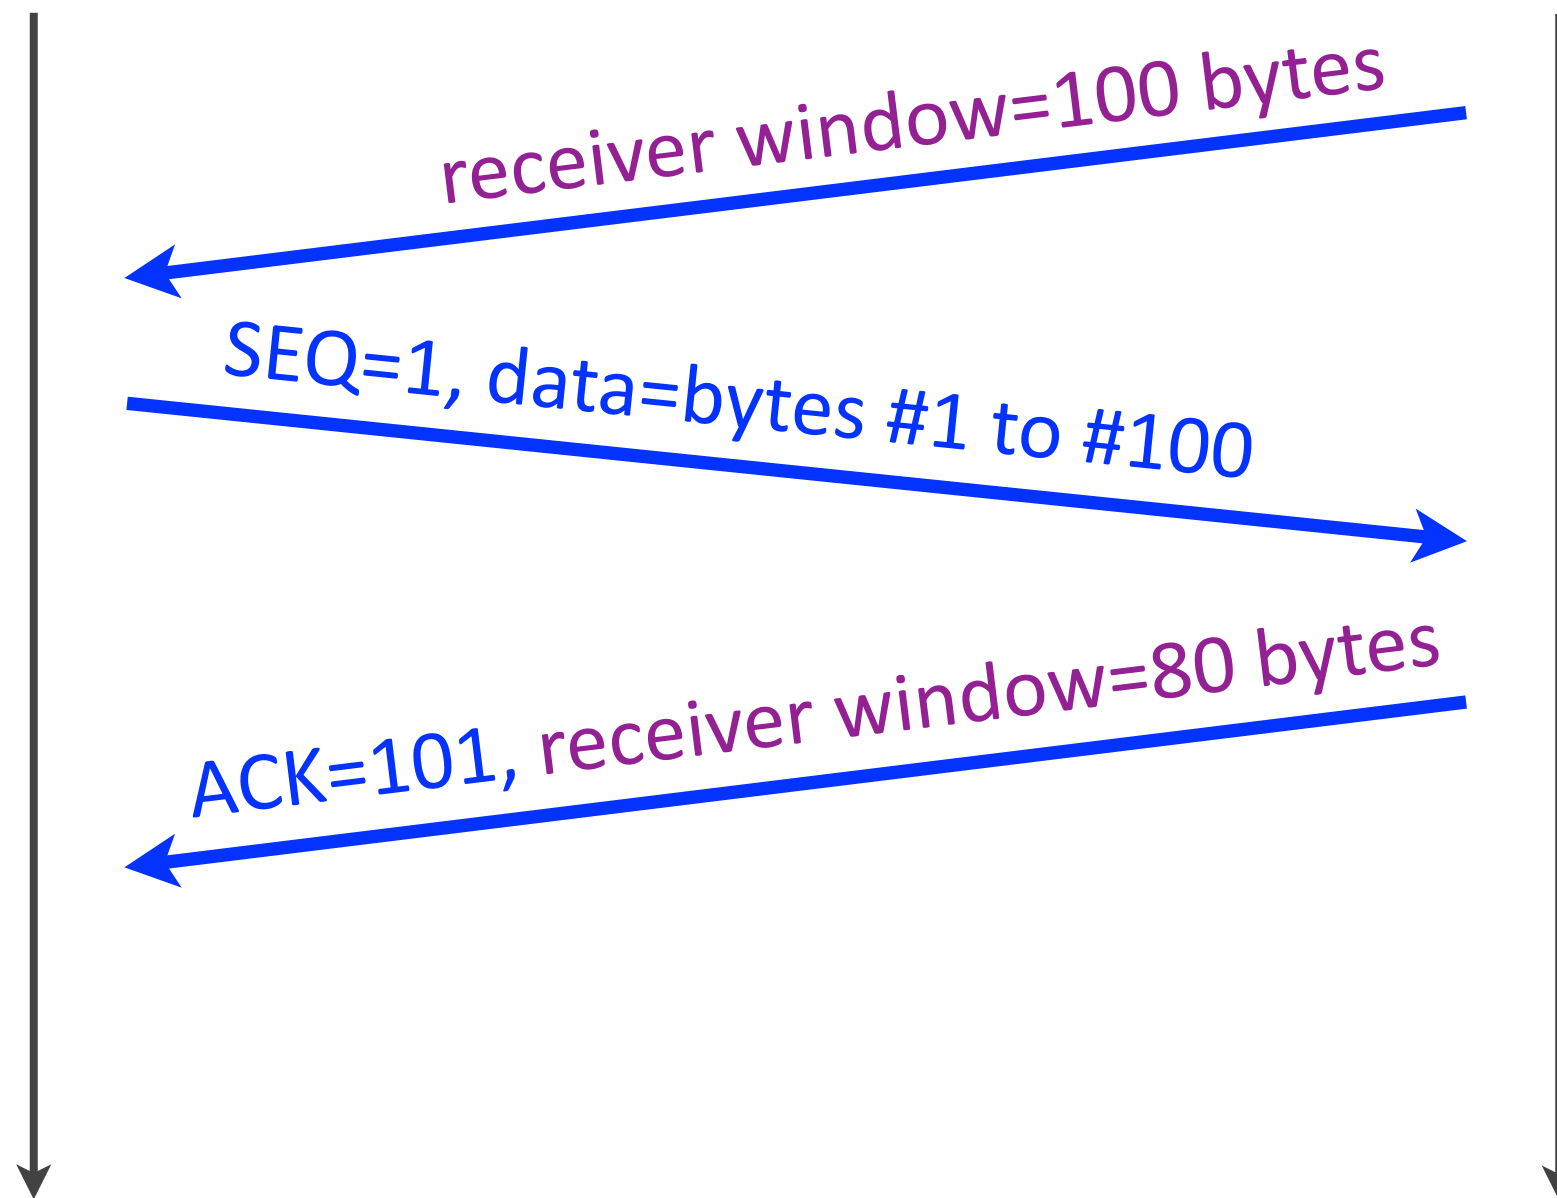 receiver window=100 bytes
SEQ=1, data=bytes #1 to #100
ACK=101, receiver window=80 bytes